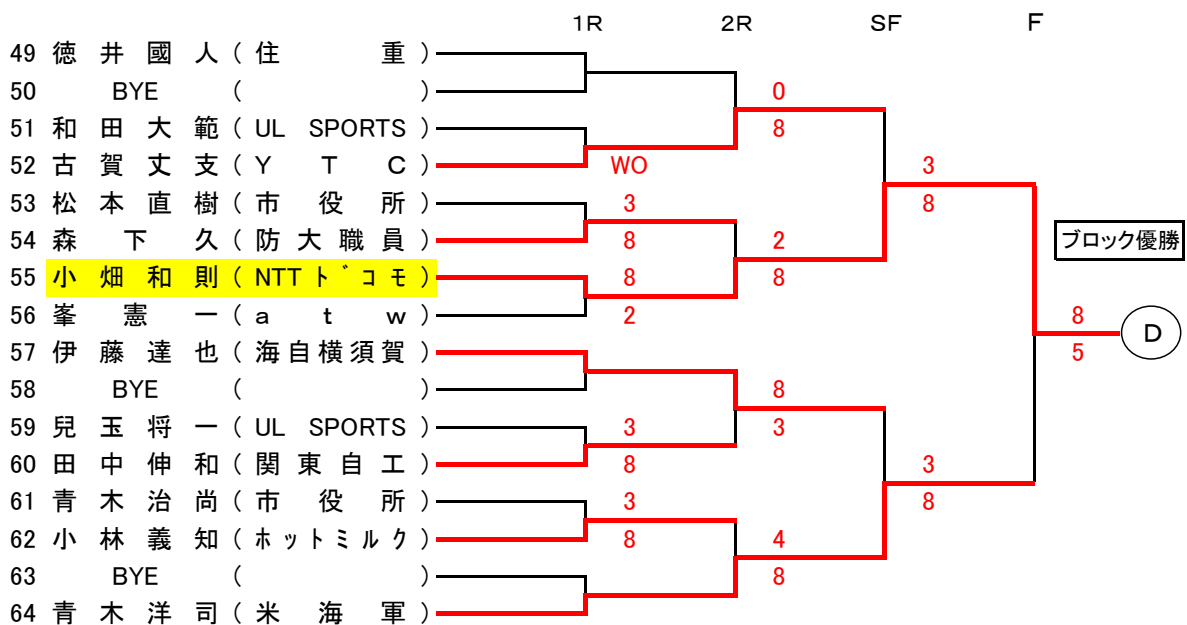 1R 2R SF F
49 徳井國人(住重)
50 BYE ( )
0
51 和田大範(UL SPORTS)
8
52 古賀丈支(YTC)
WO
3
53 松本直樹(市役所)
3
8
54 森下久(防大職員)
8
2
ブロック優勝
55 小畑和則(NTTドコモ)
8
8
56 峯憲一(atw)
2
8
D
57 伊藤達也(海自横須賀)
5
58 BYE ( )
8
59 兒玉将一(UL SPORTS)
3
3
60 田中伸和(関東自工)
8
3
61 青木治尚(市役所)
3
8
62 小林義知(ホットミルク)
8
4
63 BYE ( )
8
64 青木洋司(米海軍)